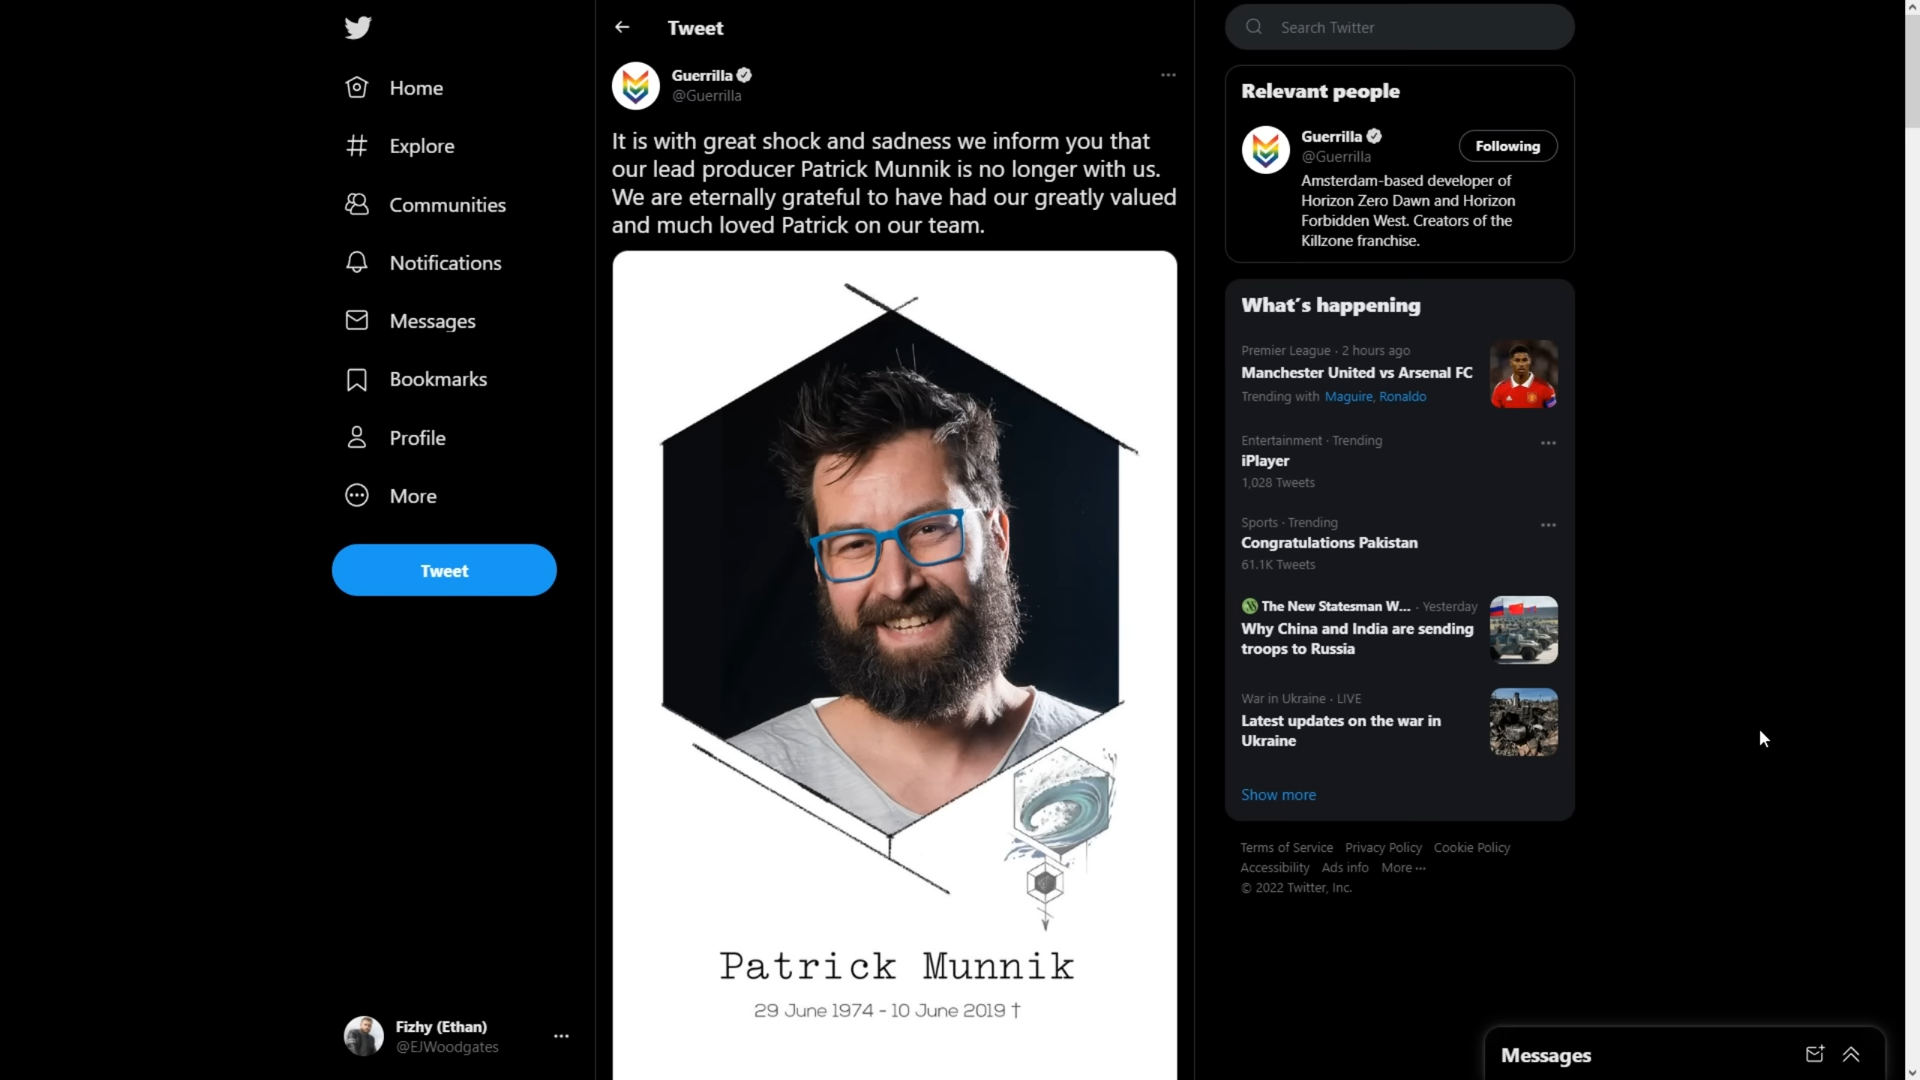 Home
Explore
Communities
Notifications
Messages
Bookmarks
Profile
More
Tweet
Fizhy (Ethan)
@EJWoodgates
Tweet
Guerrilla
@Guerrilla
It is with great shock and sadness we inform you that
our lead producer Patrick Munnik is no longer with us.
We are eternally grateful to have had our greatly valued
and much loved Patrick on our team.
Patrick Munnik
29 June 1974 - 10 June 2019 †
Search Twitter
Relevant people
Guerrilla
@Guerrilla
Following
Amsterdam-based developer of
Horizon Zero Dawn and Horizon
Forbidden West. Creators of the
Killzone franchise.
What's happening
Premier League · 2 hours ago
Manchester United vs Arsenal FC
Trending with Maguire, Ronaldo
Entertainment · Trending
iPlayer
1,028 Tweets
Sports · Trending
Congratulations Pakistan
61.1K Tweets
The New Statesman W... · Yesterday
Why China and India are sending
troops to Russia
War in Ukraine · LIVE
Latest updates on the war in
Ukraine
Show more
Terms of Service Privacy Policy Cookie Policy
Accessibility Ads info More ···
© 2022 Twitter, Inc.
Messages